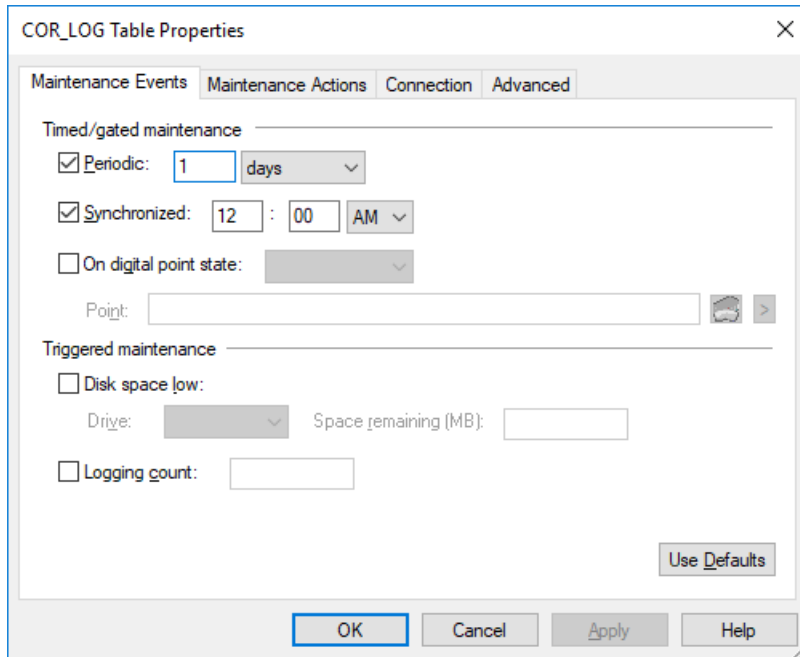 COR_LOG Table Properties
Maintenance Events Maintenance Actions Connection Advanced
Timed/gated maintenance
Periodic: 1 days
Synchronized: 12 : 00 AM
On digital point state:
Point: >
Triggered maintenance
Disk space low:
Drive: Space remaining (MB):
Logging count:
Use Defaults
OK Cancel Apply Help